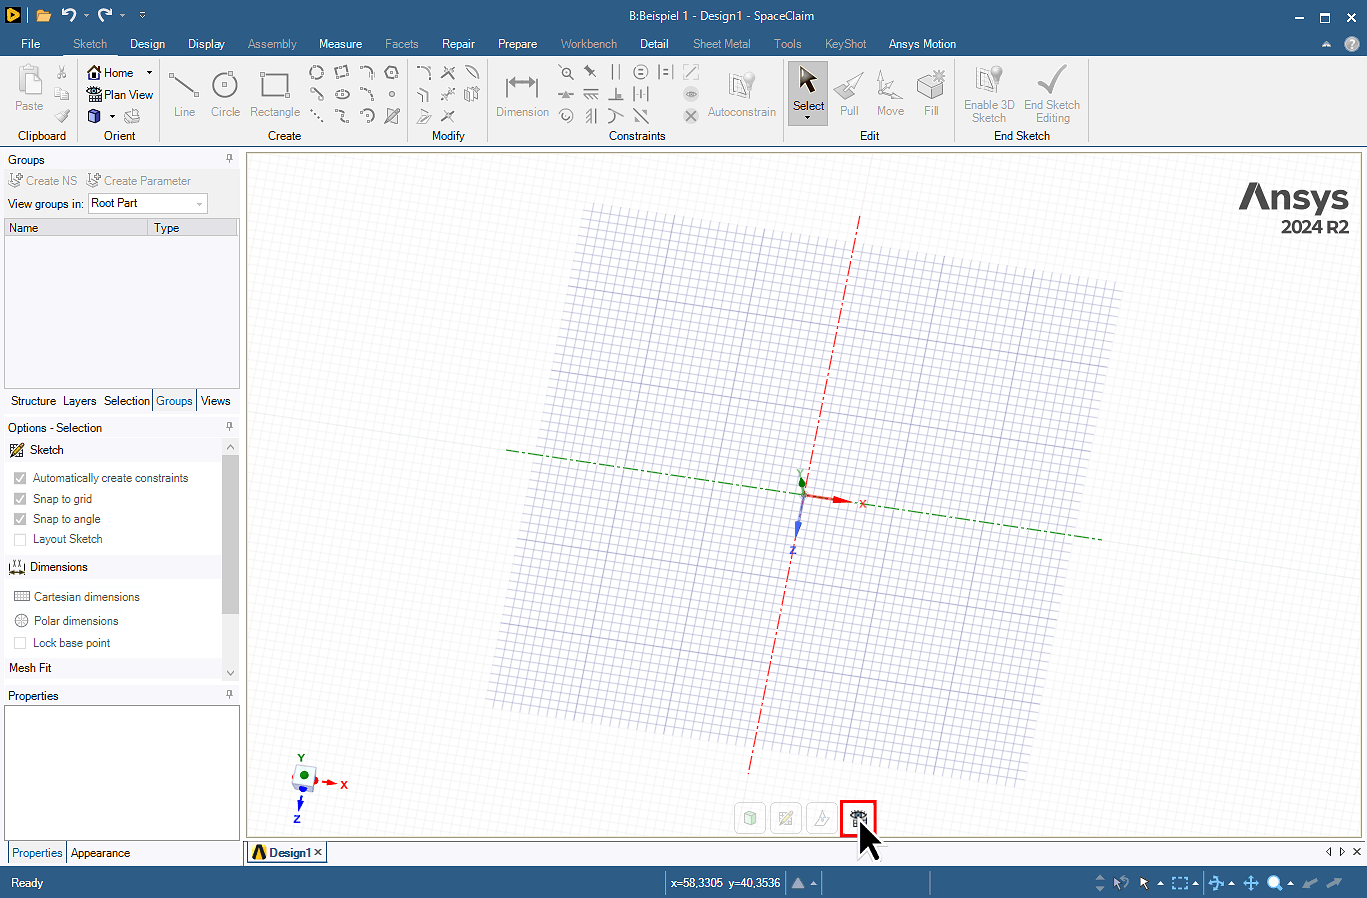 B:Beispiel 1 - Design1 - SpaceClaim
File Sketch Design Display Assembly Measure Facets Repair Prepare Workbench Detail Sheet Metal Tools KeyShot Ansys Motion
Paste
Clipboard
Home
Plan View
Orient
Line Circle Rectangle
Create
Modify
Dimension
Autoconstrain
Constraints
Select Pull Move Fill
Edit
Enable 3D Sketch
End Sketch Editing
End Sketch
Groups
Create NS Create Parameter
View groups in: Root Part
Name Type
Structure Layers Selection Groups Views
Options - Selection
Sketch
Automatically create constraints
Snap to grid
Snap to angle
Layout Sketch
Dimensions
Cartesian dimensions
Polar dimensions
Lock base point
Mesh Fit
Properties
Properties Appearance
Ansys
2024 R2
Y
X
Z
Y
X
Z
Design1
Ready
x=58,3305 y=40,3536